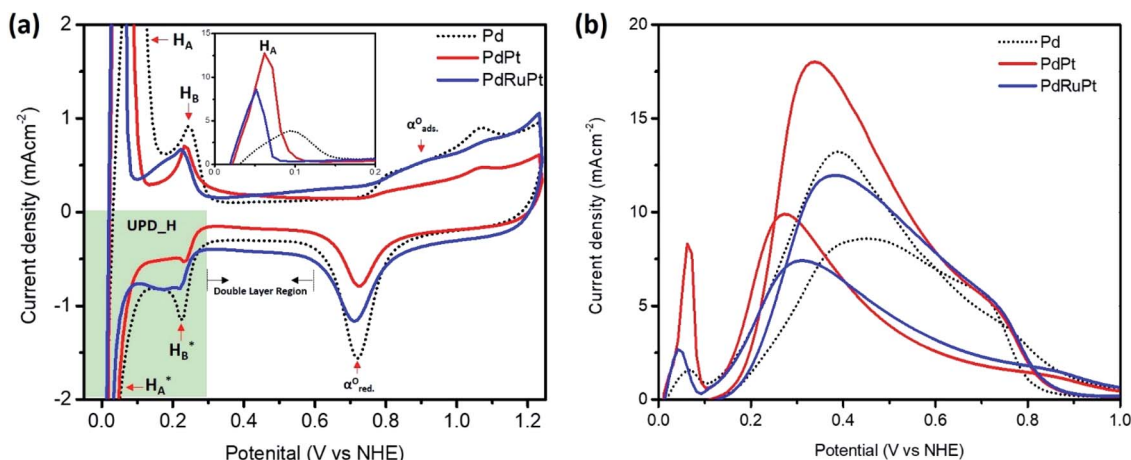 (a)
2
1
0
-1
-2
Current density (mAcm⁻²)
0.0
0.2
0.4
0.6
0.8
1.0
1.2
Potenital (V vs NHE)
H_A
H_B
15
10
5
0
0.0
0.1
0.2
H_A
Pd
PdPt
PdRuPt
α^O_ads.
UPD_H
Double Layer Region
H_B*
H_A*
α^O_red.
(b)
20
15
10
5
0
Current density (mAcm⁻²)
0.0
0.2
0.4
0.6
0.8
1.0
Potential (V vs NHE)
Pd
PdPt
PdRuPt